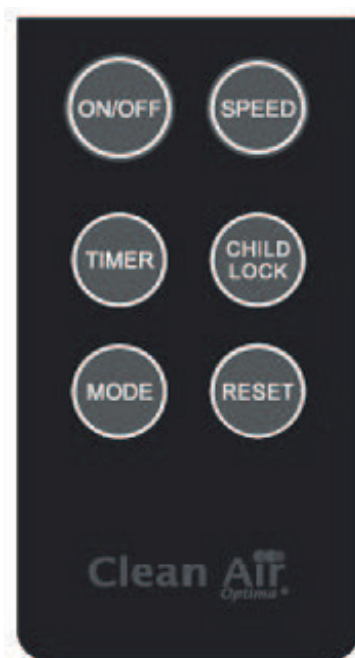 ON/OFF
SPEED
TIMER
CHILD
LOCK
MODE
RESET
Clean Air
Optima®